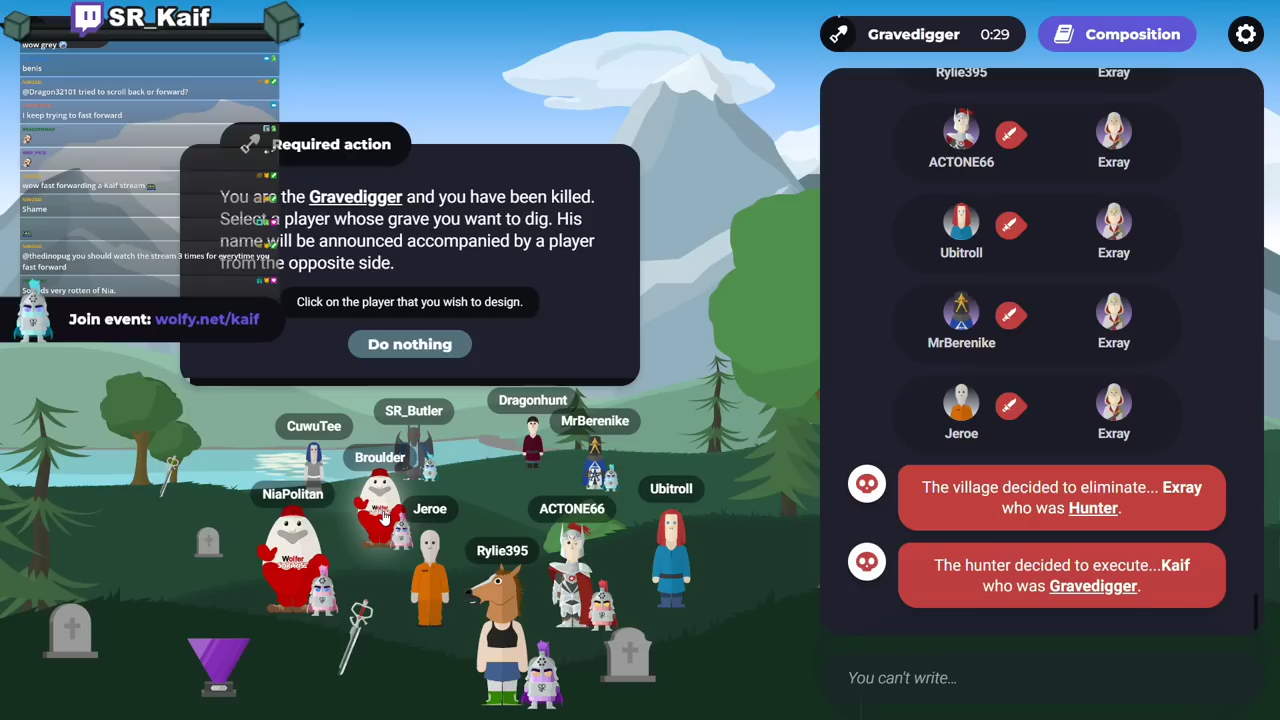 SR_Kaif
wow grey
benis
@Dragon32101 tried to scroll back or forward?
I keep trying to fast forward
wow fast forwarding a Kaif stream
Shame
@thedinopug you should watch the stream 3 times for everytime you
fast forward
Sounds very rotten of Nia.
Join event: wolfy.net/kaif
Required action
You are the Gravedigger and you have been killed.
Select a player whose grave you want to dig. His
name will be announced accompanied by a player
from the opposite side.
Click on the player that you wish to design.
Do nothing
Dragonhunt
SR_Butler
MrBerenike
CuwuTee
Broulder
NiaPolitan
Jeroe
ACTONE66
Ubitroll
Rylie395
Wolfer
Gravedigger 0:29
Composition
Rylie395 Exray
ACTONE66 Exray
Ubitroll Exray
MrBerenike Exray
Jeroe Exray
The village decided to eliminate... Exray
who was Hunter.
The hunter decided to execute...Kaif
who was Gravedigger.
You can't write...